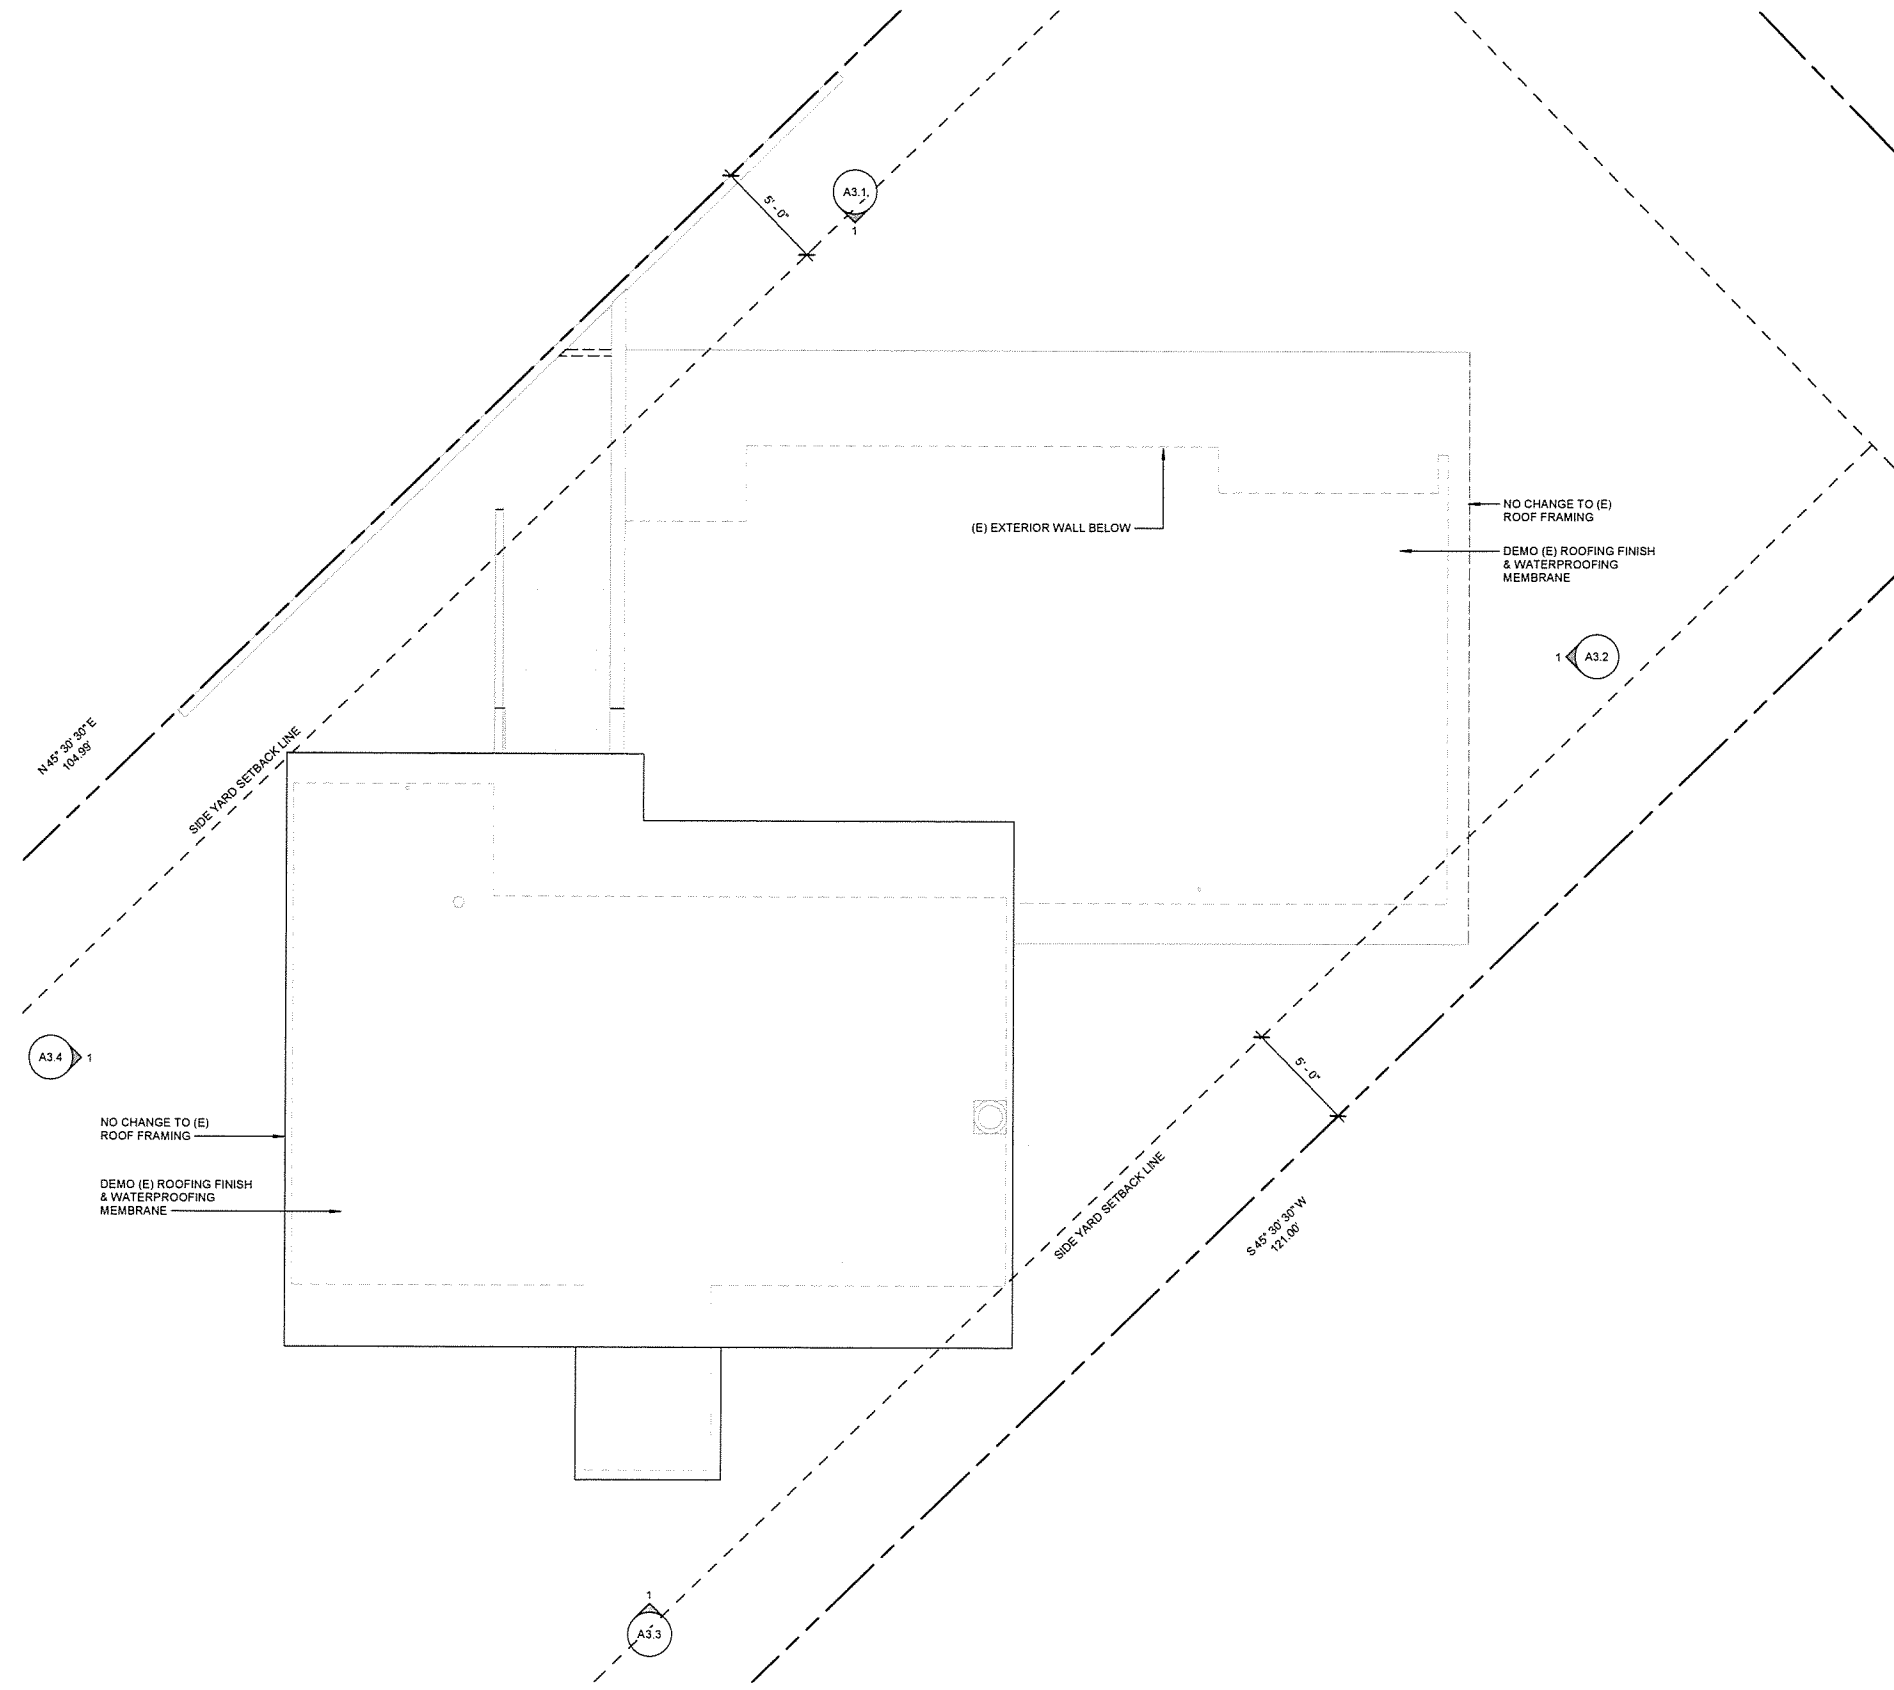 A3.1
1
5' - 0"
(E) EXTERIOR WALL BELOW
NO CHANGE TO (E)
ROOF FRAMING
DEMO (E) ROOFING FINISH
& WATERPROOFING
MEMBRANE
1
A3.2
N 45° 30' 30" E
104.99'
SIDE YARD SETBACK LINE
A3.4
1
NO CHANGE TO (E)
ROOF FRAMING
DEMO (E) ROOFING FINISH
& WATERPROOFING
MEMBRANE
5' - 0"
SIDE YARD SETBACK LINE
S 45° 30' 30" W
121.00'
1
A3.3